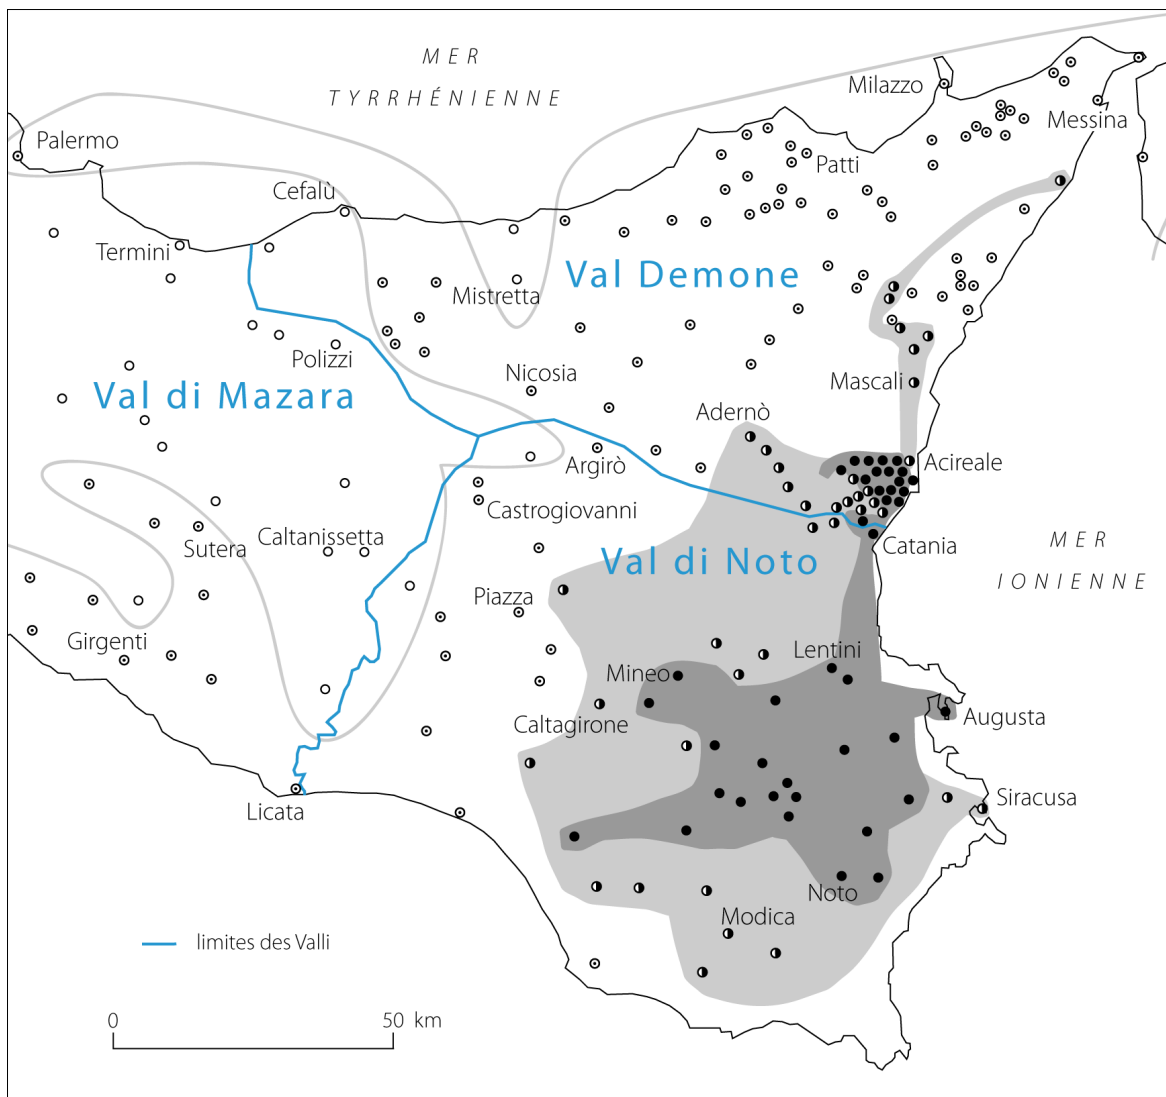 MER
TYRRHÉNIENNE
Milazzo
Messina
Palermo
Patti
Cefalù
Termini
Val Demone
Mistretta
Polizzi
Nicosia
Val di Mazara
Mascali
Adernò
Argirò
Acireale
Castrogiovanni
Caltanissetta
Sutera
Catania
MER
IONIENNE
Val di Noto
Piazza
Girgenti
Lentini
Mineo
Caltagirone
Augusta
Siracusa
Licata
Noto
Modica
limites des Valli
0 50 km